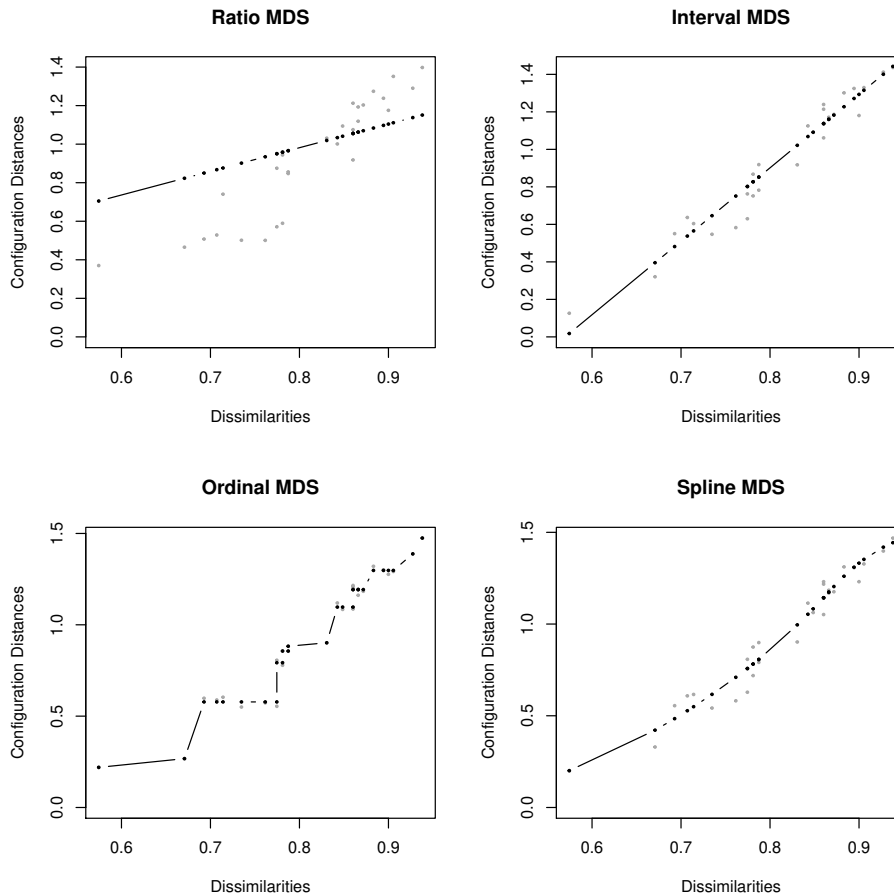 Ratio MDS
Configuration Distances
0.0 0.2 0.4 0.6 0.8 1.0 1.2 1.4
0.6 0.7 0.8 0.9
Dissimilarities
Interval MDS
Configuration Distances
0.0 0.2 0.4 0.6 0.8 1.0 1.2 1.4
0.6 0.7 0.8 0.9
Dissimilarities
Ordinal MDS
Configuration Distances
0.0 0.5 1.0 1.5
0.6 0.7 0.8 0.9
Dissimilarities
Spline MDS
Configuration Distances
0.0 0.5 1.0 1.5
0.6 0.7 0.8 0.9
Dissimilarities